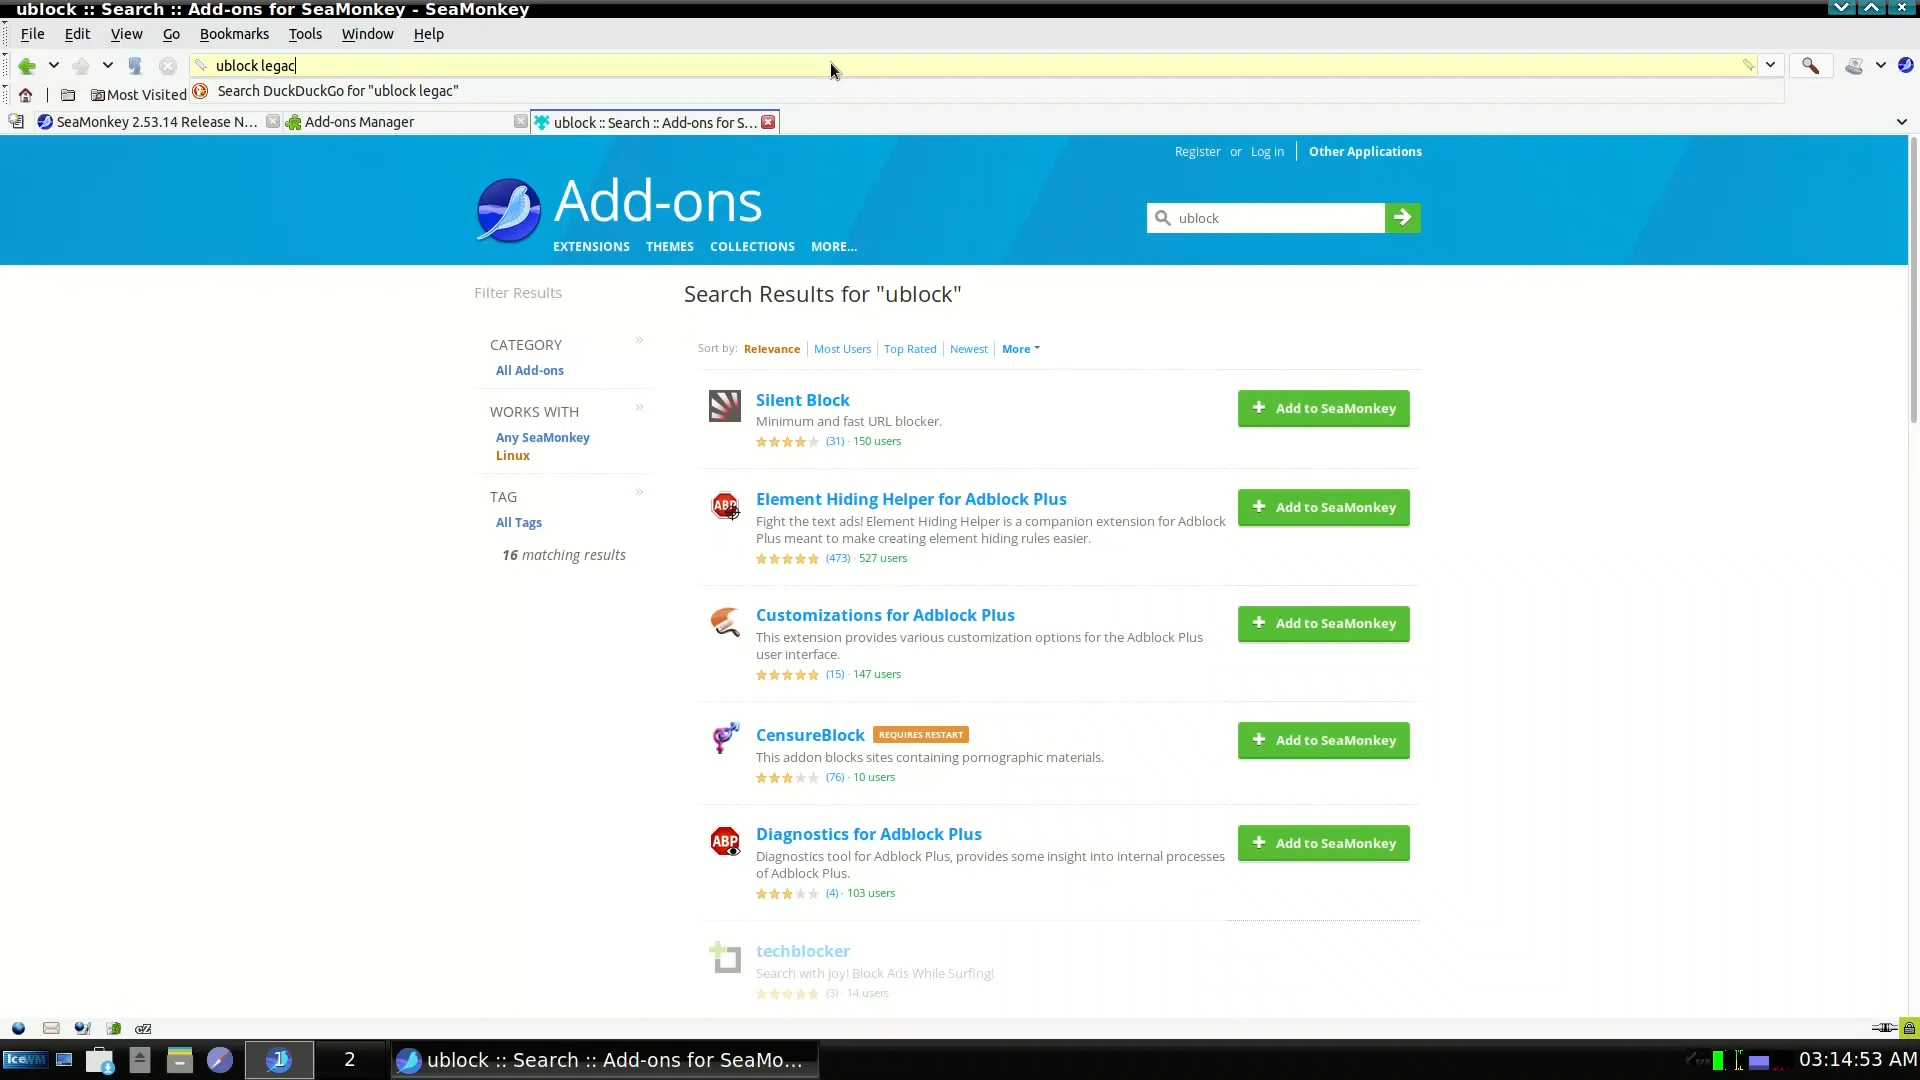 ublock :: Search :: Add-ons for SeaMonkey - SeaMonkey
File Edit View Go Bookmarks Tools Window Help
ublock legac
Most Visited
Search DuckDuckGo for "ublock legac"
SeaMonkey 2.53.14 Release N...
Add-ons Manager
ublock :: Search :: Add-ons for S...
Register or Log in Other Applications
Add-ons
ublock
EXTENSIONS THEMES COLLECTIONS MORE...
Filter Results
CATEGORY
All Add-ons
WORKS WITH
Any SeaMonkey
Linux
TAG
All Tags
16 matching results
Search Results for "ublock"
Sort by: Relevance Most Users Top Rated Newest More
Silent Block
Minimum and fast URL blocker.
(31) · 150 users
Add to SeaMonkey
ABP
Element Hiding Helper for Adblock Plus
Fight the text ads! Element Hiding Helper is a companion extension for Adblock
Plus meant to make creating element hiding rules easier.
(473) · 527 users
Add to SeaMonkey
Customizations for Adblock Plus
This extension provides various customization options for the Adblock Plus
user interface.
(15) · 147 users
Add to SeaMonkey
CensureBlock REQUIRES RESTART
This addon blocks sites containing pornographic materials.
(76) · 10 users
Add to SeaMonkey
ABP
Diagnostics for Adblock Plus
Diagnostics tool for Adblock Plus, provides some insight into internal processes
of Adblock Plus.
(4) · 103 users
Add to SeaMonkey
techblocker
Search with joy! Block Ads While Surfing!
(3) · 14 users
cZ
IceWM
1
2
ublock :: Search :: Add-ons for SeaMo...
03:14:53 AM